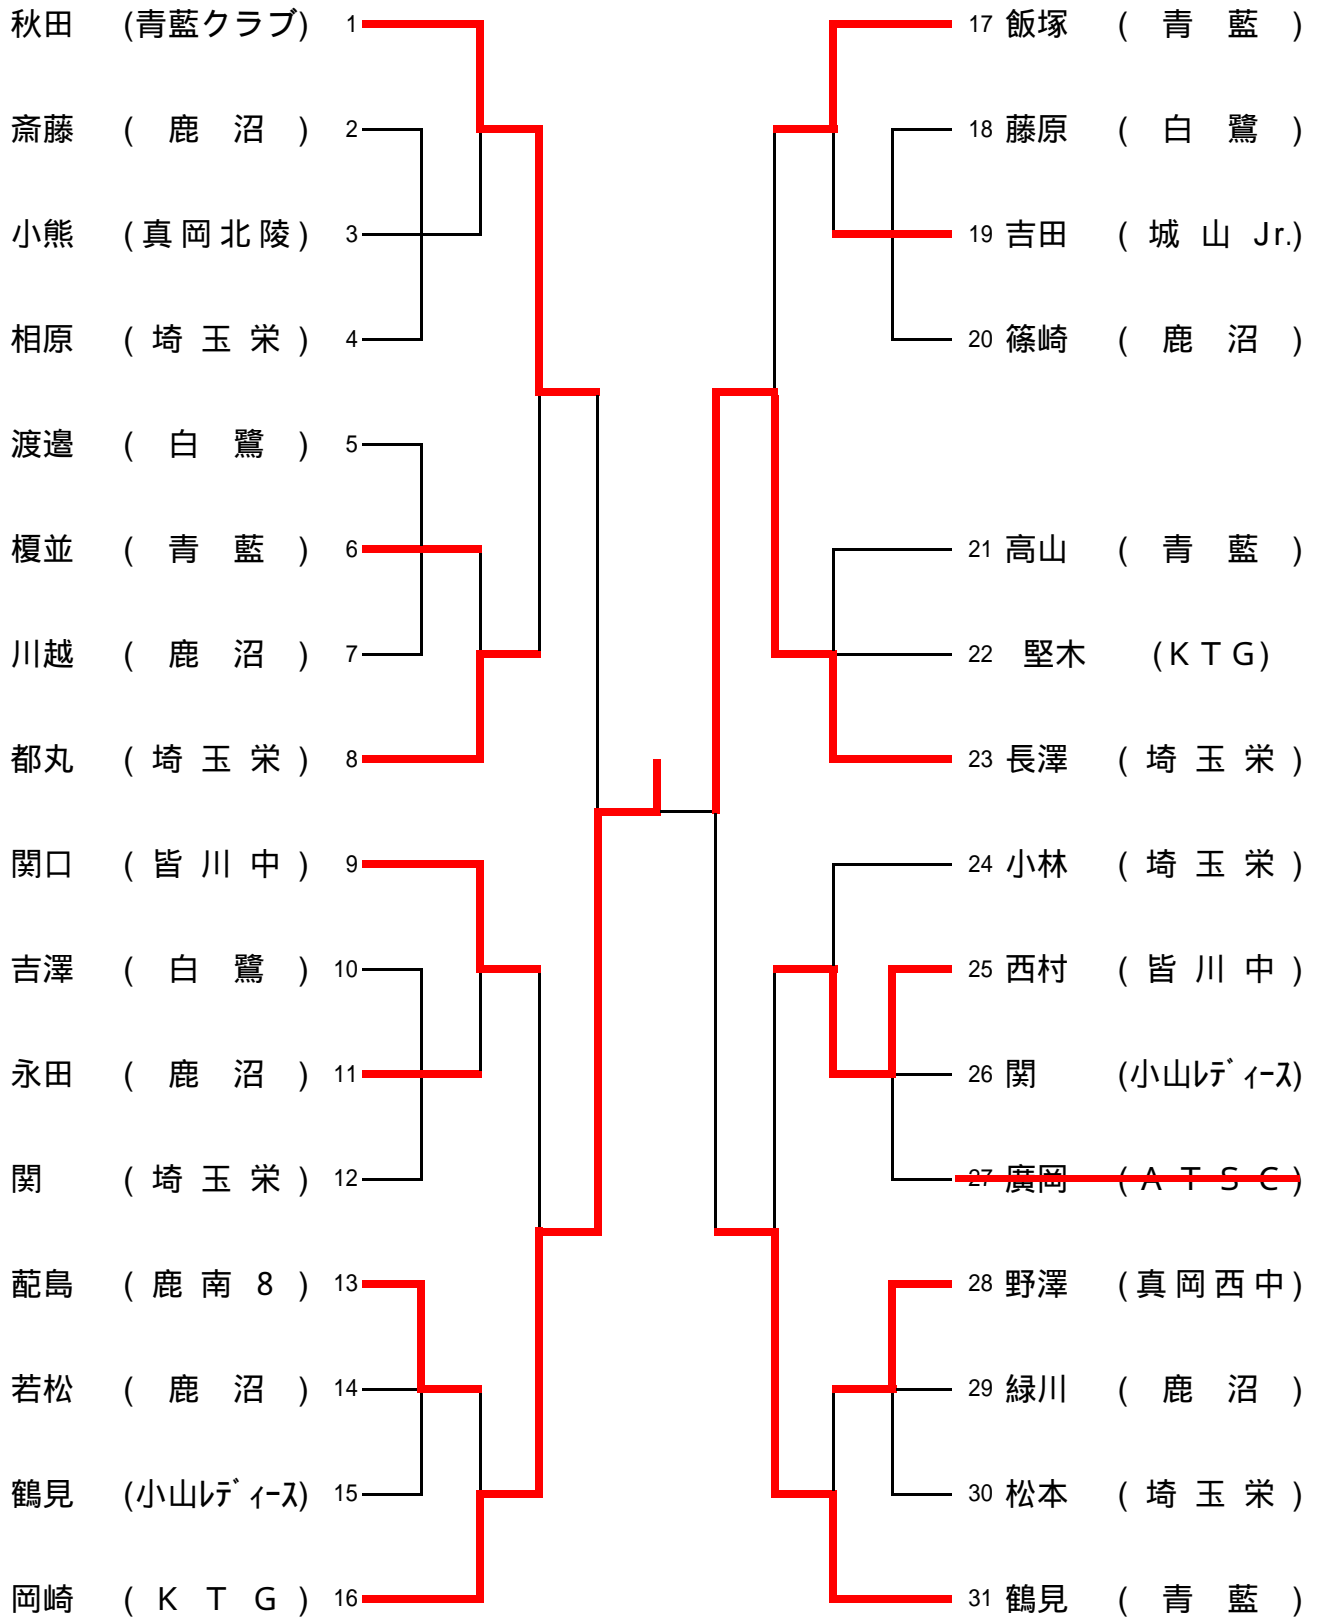 秋田 (青藍クラブ) 1
斎藤 ( 鹿 沼 ) 2
小熊 (真岡北陵) 3
相原 ( 埼 玉 栄 ) 4
渡邉 ( 白 鷺 ) 5
榎並 ( 青 藍 ) 6
川越 ( 鹿 沼 ) 7
都丸 ( 埼 玉 栄 ) 8
関口 ( 皆 川 中 ) 9
吉澤 ( 白 鷺 ) 10
永田 ( 鹿 沼 ) 11
関 ( 埼 玉 栄 ) 12
蓜島 ( 鹿 南 8 ) 13
若松 ( 鹿 沼 ) 14
鶴見 (小山ﾚﾃﾞｨｰｽ) 15
岡崎 ( K T G ) 16
17 飯塚 ( 青 藍 )
18 藤原 ( 白 鷺 )
19 吉田 ( 城 山 Jr.)
20 篠崎 ( 鹿 沼 )
21 高山 ( 青 藍 )
22 堅木 (K T G)
23 長澤 ( 埼 玉 栄 )
24 小林 ( 埼 玉 栄 )
25 西村 ( 皆 川 中 )
26 関 (小山ﾚﾃﾞｨｰｽ)
27 廣岡 ( A T S C )
28 野澤 (真岡西中)
29 緑川 ( 鹿 沼 )
30 松本 ( 埼 玉 栄 )
31 鶴見 ( 青 藍 )